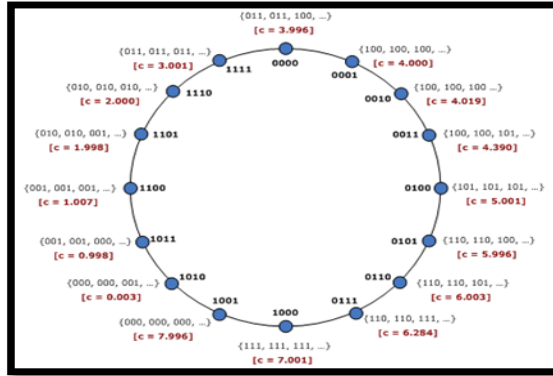 {011, 011, 100, ...}
[c = 3.996]
0000
{100, 100, 100, ...}
[c = 4.000]
0001
{100, 100, 100 ...}
[c = 4.019]
0010
{100, 100, 101, ...}
[c = 4.390]
0011
{101, 101, 101, ...}
[c = 5.001]
0100
{110, 110, 100, ...}
[c = 5.996]
0101
{110, 110, 101, ...}
[c = 6.003]
0110
{110, 110, 111, ...}
[c = 6.284]
0111
{111, 111, 111, ...}
[c = 7.001]
1000
{000, 000, 000, ...}
[c = 7.996]
1001
{000, 000, 001, ...}
[c = 0.003]
1010
{001, 001, 000, ...}
[c = 0.998]
1011
{001, 001, 001, ...}
[c = 1.007]
1100
{010, 010, 001, ...}
[c = 1.998]
1101
{010, 010, 010, ...}
[c = 2.000]
1110
{011, 011, 011, ...}
[c = 3.001]
1111